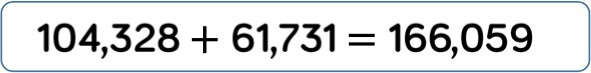 104,328 + 61,731 = 166,059